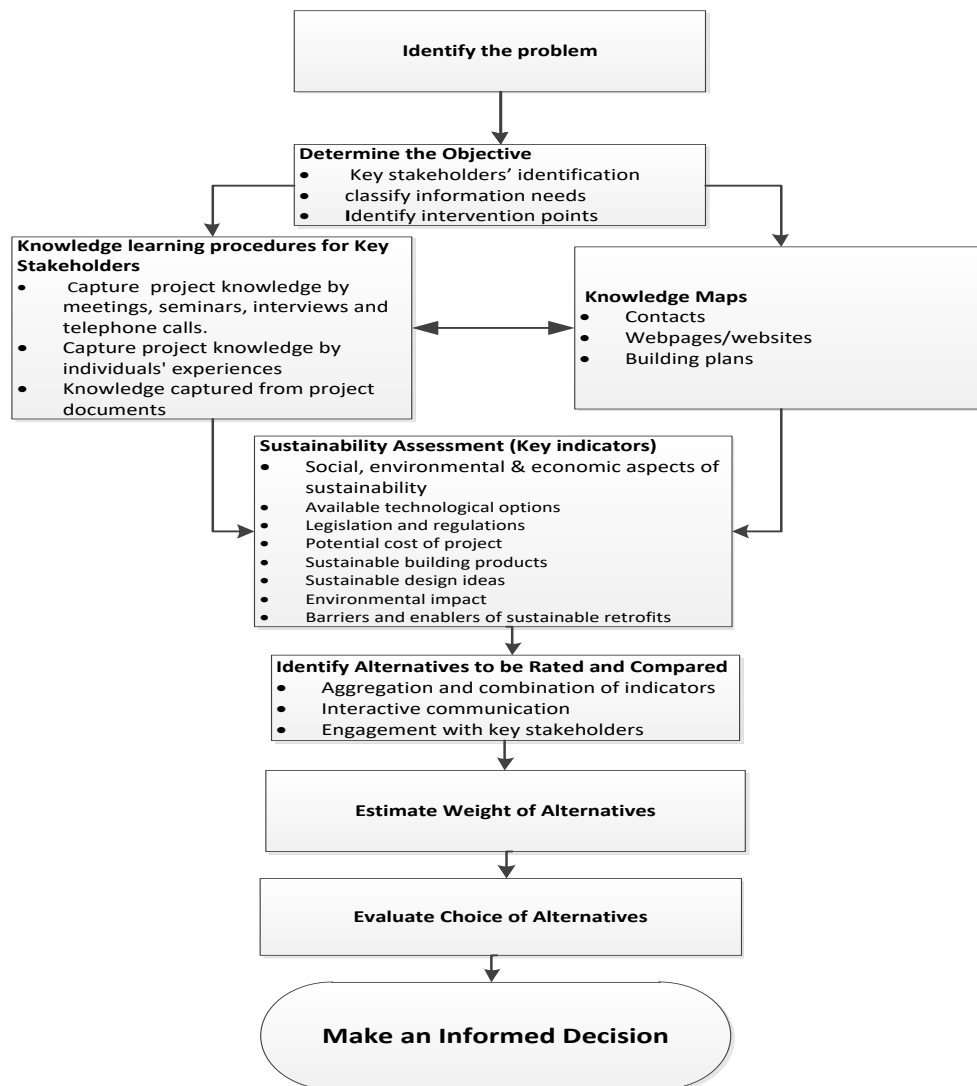 Identify the problem
Determine the Objective
• Key stakeholders’ identification
• classify information needs
• Identify intervention points
Knowledge learning procedures for Key
Stakeholders
• Capture project knowledge by
meetings, seminars, interviews and
telephone calls.
• Capture project knowledge by
individuals' experiences
• Knowledge captured from project
documents
Knowledge Maps
• Contacts
• Webpages/websites
• Building plans
Sustainability Assessment (Key indicators)
• Social, environmental & economic aspects of
sustainability
• Available technological options
• Legislation and regulations
• Potential cost of project
• Sustainable building products
• Sustainable design ideas
• Environmental impact
• Barriers and enablers of sustainable retrofits
Identify Alternatives to be Rated and Compared
• Aggregation and combination of indicators
• Interactive communication
• Engagement with key stakeholders
Estimate Weight of Alternatives
Evaluate Choice of Alternatives
Make an Informed Decision